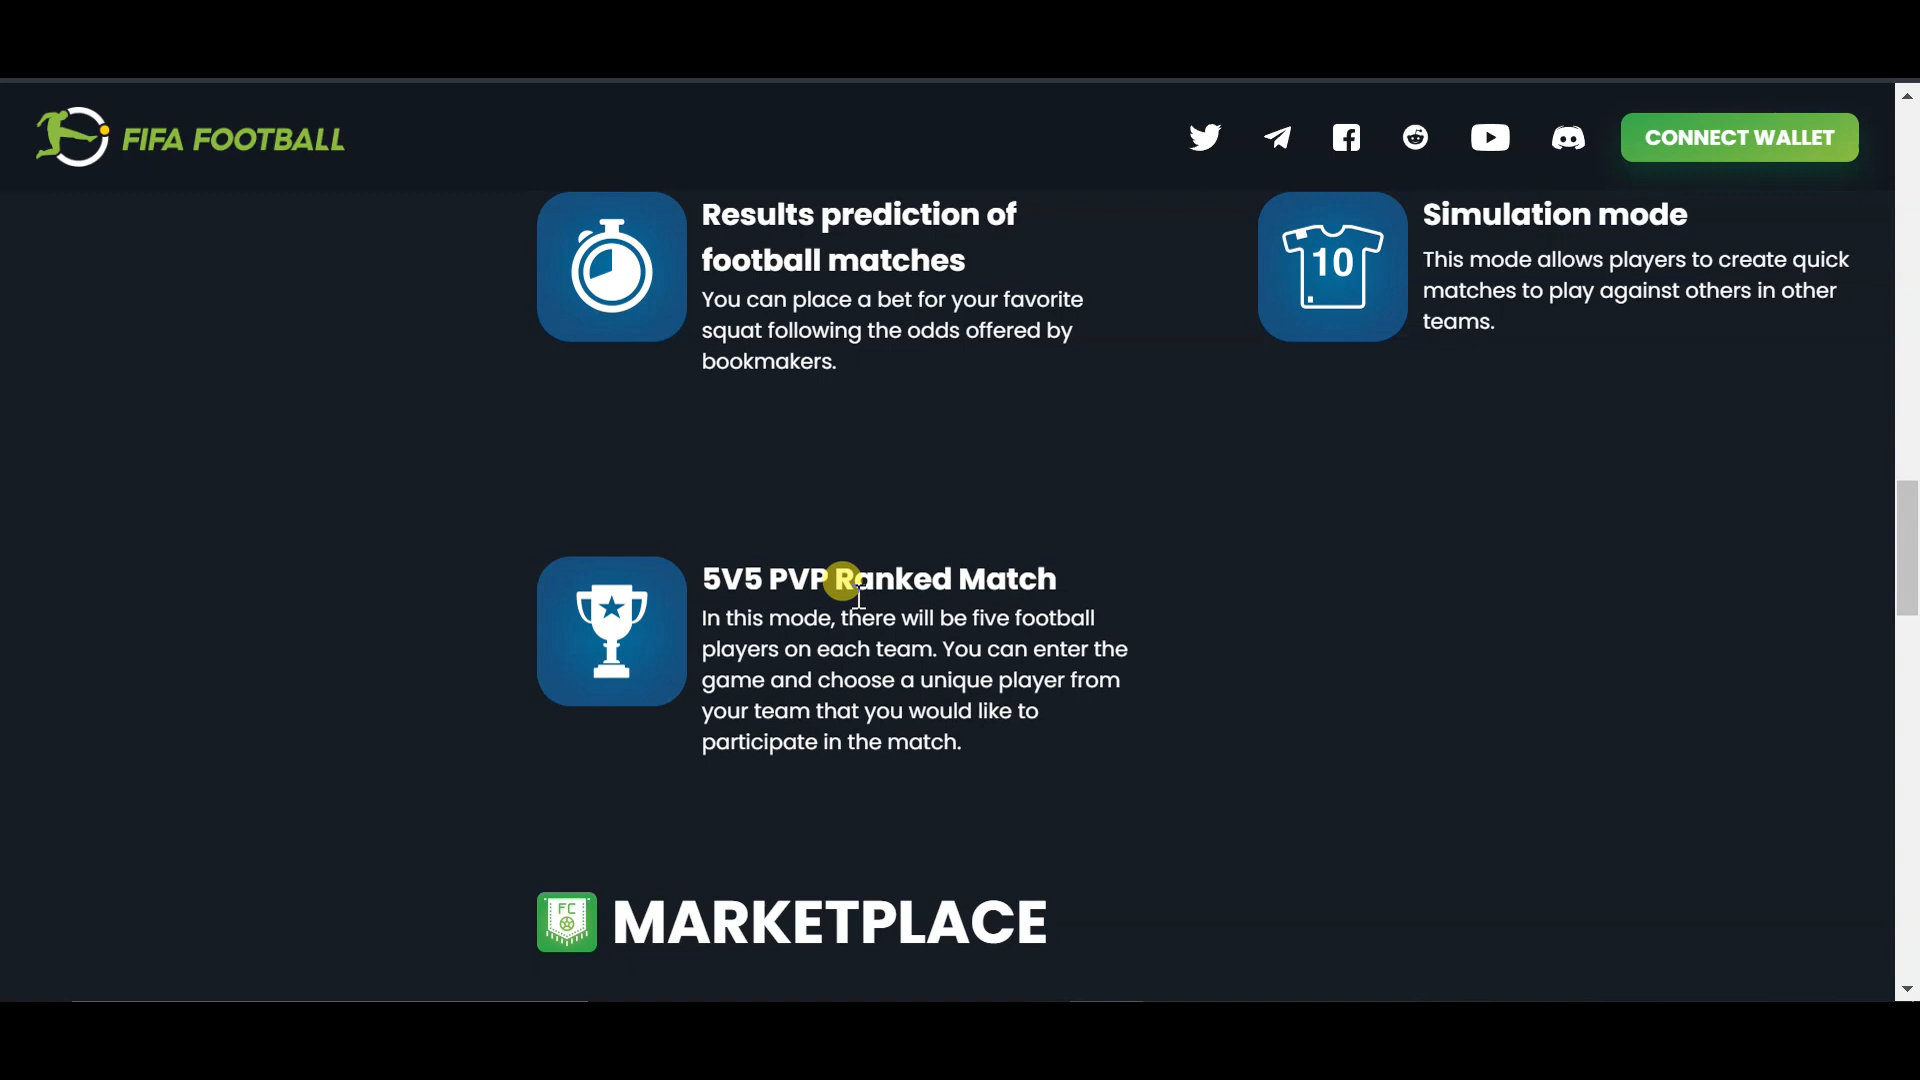 FIFA FOOTBALL
CONNECT WALLET
Results prediction of
football matches
You can place a bet for your favorite
squat following the odds offered by
bookmakers.
10
Simulation mode
This mode allows players to create quick
matches to play against others in other
teams.
5V5 PVP Ranked Match
In this mode, there will be five football
players on each team. You can enter the
game and choose a unique player from
your team that you would like to
participate in the match.
FC
MARKETPLACE